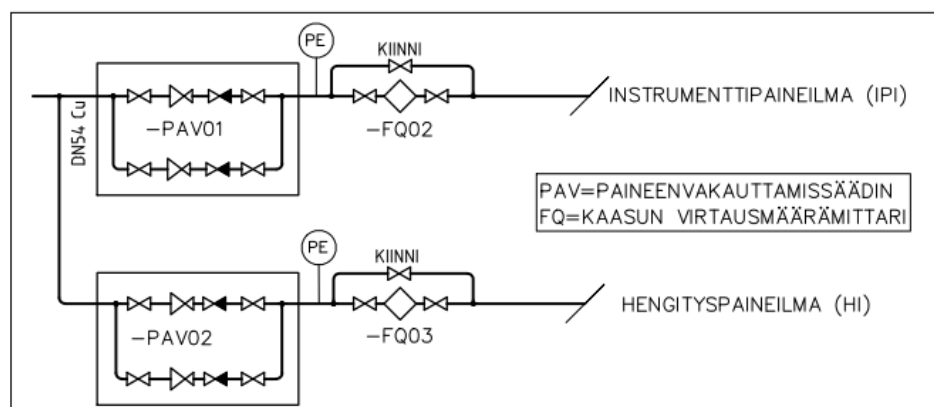 PE
KIINNI
INSTRUMENTTIPAINEILMA (IPI)
DN54 Cu
-PAV01
-FQ02
PAV=PAINEENVAKAUTTAMISSÄÄDIN
FQ=KAASUN VIRTAUSMÄÄRÄMITTARI
PE
KIINNI
HENGITYSPAINEILMA (HI)
-PAV02
-FQ03